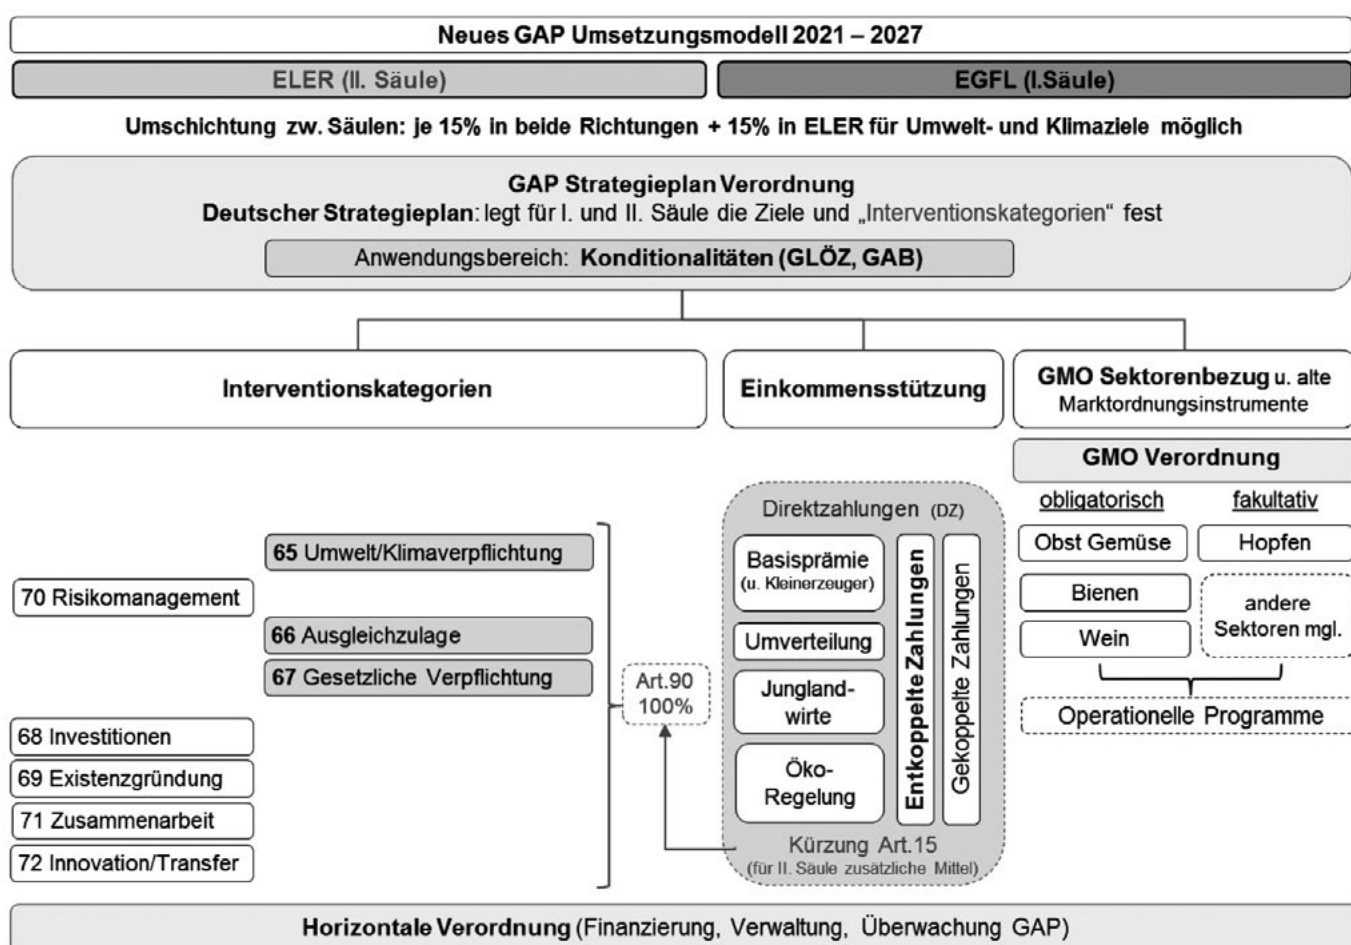 Neues GAP Umsetzungsmodell 2021 – 2027
ELER (II. Säule)
EGFL (I.Säule)
Umschichtung zw. Säulen: je 15% in beide Richtungen + 15% in ELER für Umwelt- und Klimaziele möglich
GAP Strategieplan Verordnung
Deutscher Strategieplan: legt für I. und II. Säule die Ziele und „Interventionskategorien“ fest
Anwendungsbereich: Konditionalitäten (GLÖZ, GAB)
Interventionskategorien
65 Umwelt/Klimaverpflichtung
70 Risikomanagement
66 Ausgleichzulage
67 Gesetzliche Verpflichtung
68 Investitionen
69 Existenzgründung
71 Zusammenarbeit
72 Innovation/Transfer
Art.90
100%
Einkommensstützung
Direktzahlungen (DZ)
Basisprämie
(u. Kleinerzeuger)
Umverteilung
Jungland-
wirte
Öko-
Regelung
Entkoppelte Zahlungen
Gekoppelte Zahlungen
Kürzung Art.15
(für II. Säule zusätzliche Mittel)
GMO Sektorenbezug u. alte
Marktordnungsinstrumente
GMO Verordnung
obligatorisch
Obst Gemüse
Bienen
Wein
fakultativ
Hopfen
andere
Sektoren mgl.
Operationelle Programme
Horizontale Verordnung (Finanzierung, Verwaltung, Überwachung GAP)